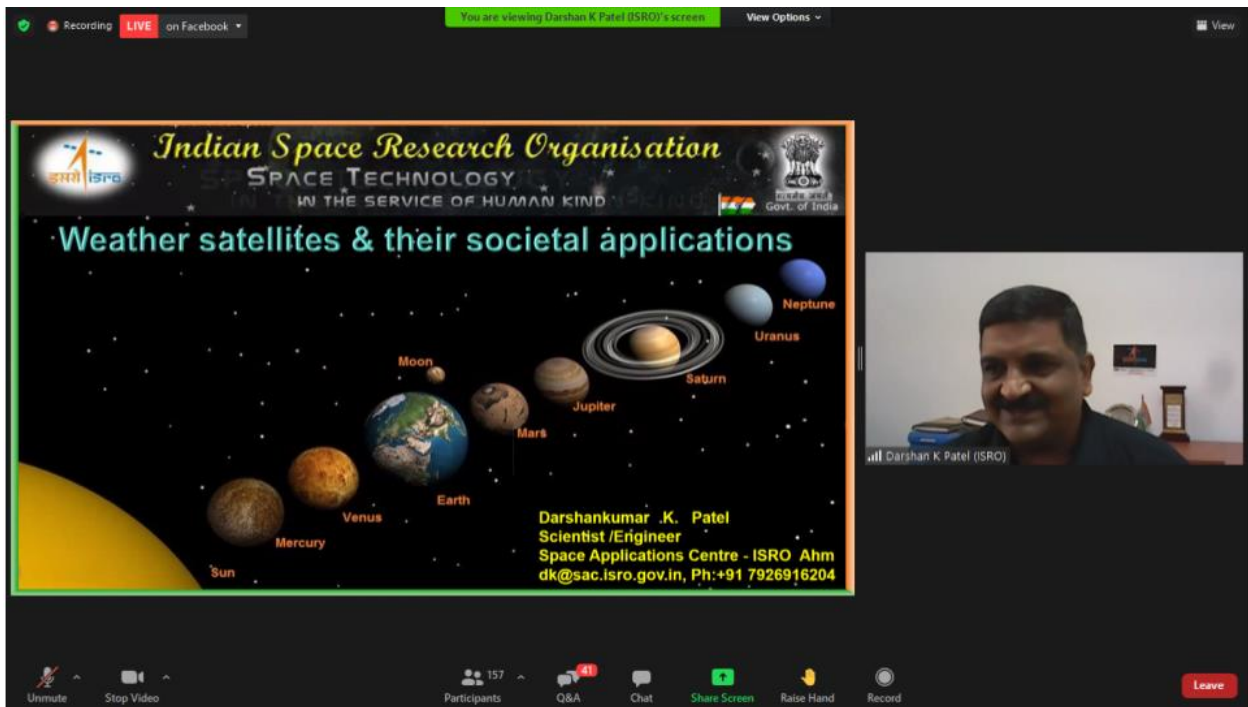 Recording LIVE on Facebook
You are viewing Darshan K Patel (ISRO)'s screen
View Options
View
इसरो isro
Indian Space Research Organisation
SPACE TECHNOLOGY
IN THE SERVICE OF HUMAN KIND
Govt. of India
Weather satellites & their societal applications
Neptune
Uranus
Saturn
Moon
Jupiter
Mars
Earth
Venus
Mercury
Sun
Darshankumar .K. Patel
Scientist /Engineer
Space Applications Centre - ISRO Ahm
dk@sac.isro.gov.in, Ph:+91 7926916204
Darshan K Patel (ISRO)
Unmute
Stop Video
157
Participants
41
Q&A
Chat
Share Screen
Raise Hand
Record
Leave